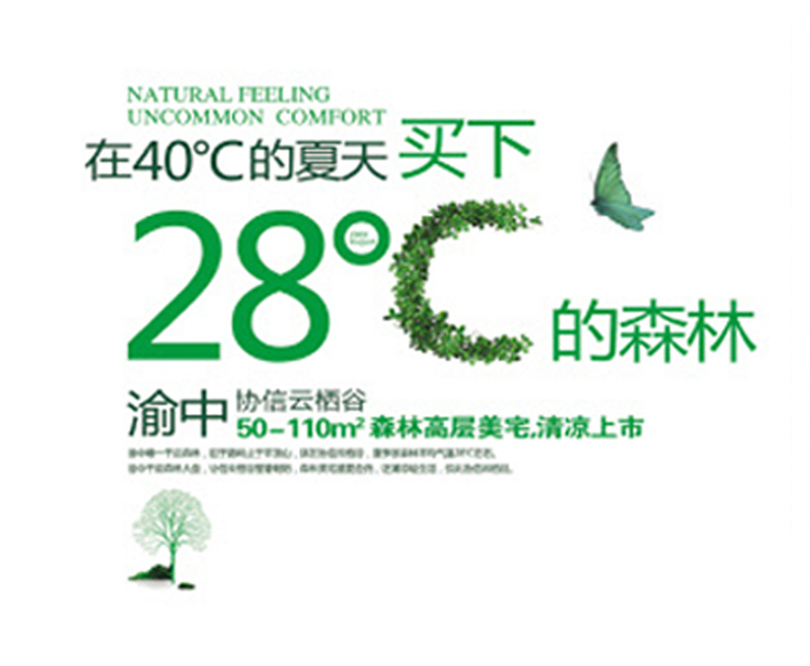 NATURAL FEELING
UNCOMMON COMFORT
在40℃的夏天 买下
28℃的森林
渝中 协信云栖谷
50-110m² 森林高层美宅,清凉上市